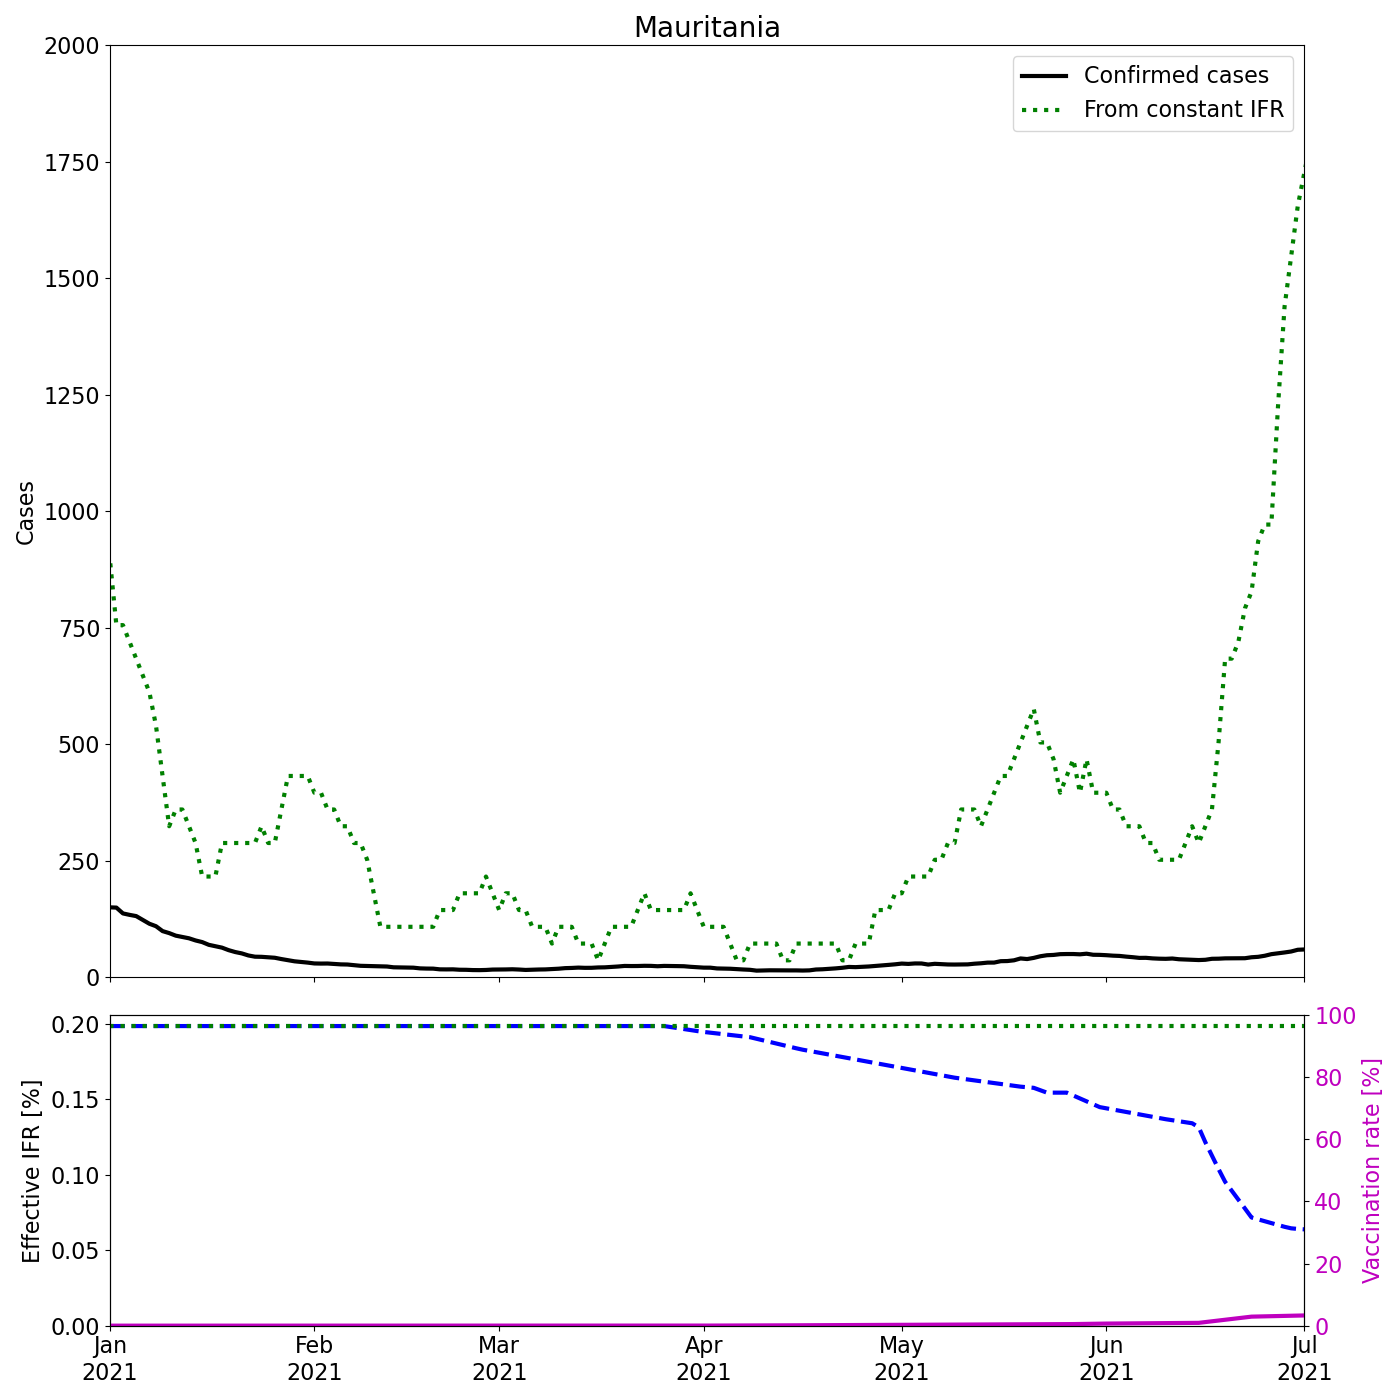 Mauritania
2000
1750
1500
1250
1000
750
500
250
0
Cases
Confirmed cases
From constant IFR
0.20
0.15
0.10
0.05
0.00
Effective IFR [%]
100
80
60
40
20
0
Vaccination rate [%]
Jan Feb Mar Apr May Jun Jul
2021 2021 2021 2021 2021 2021 2021